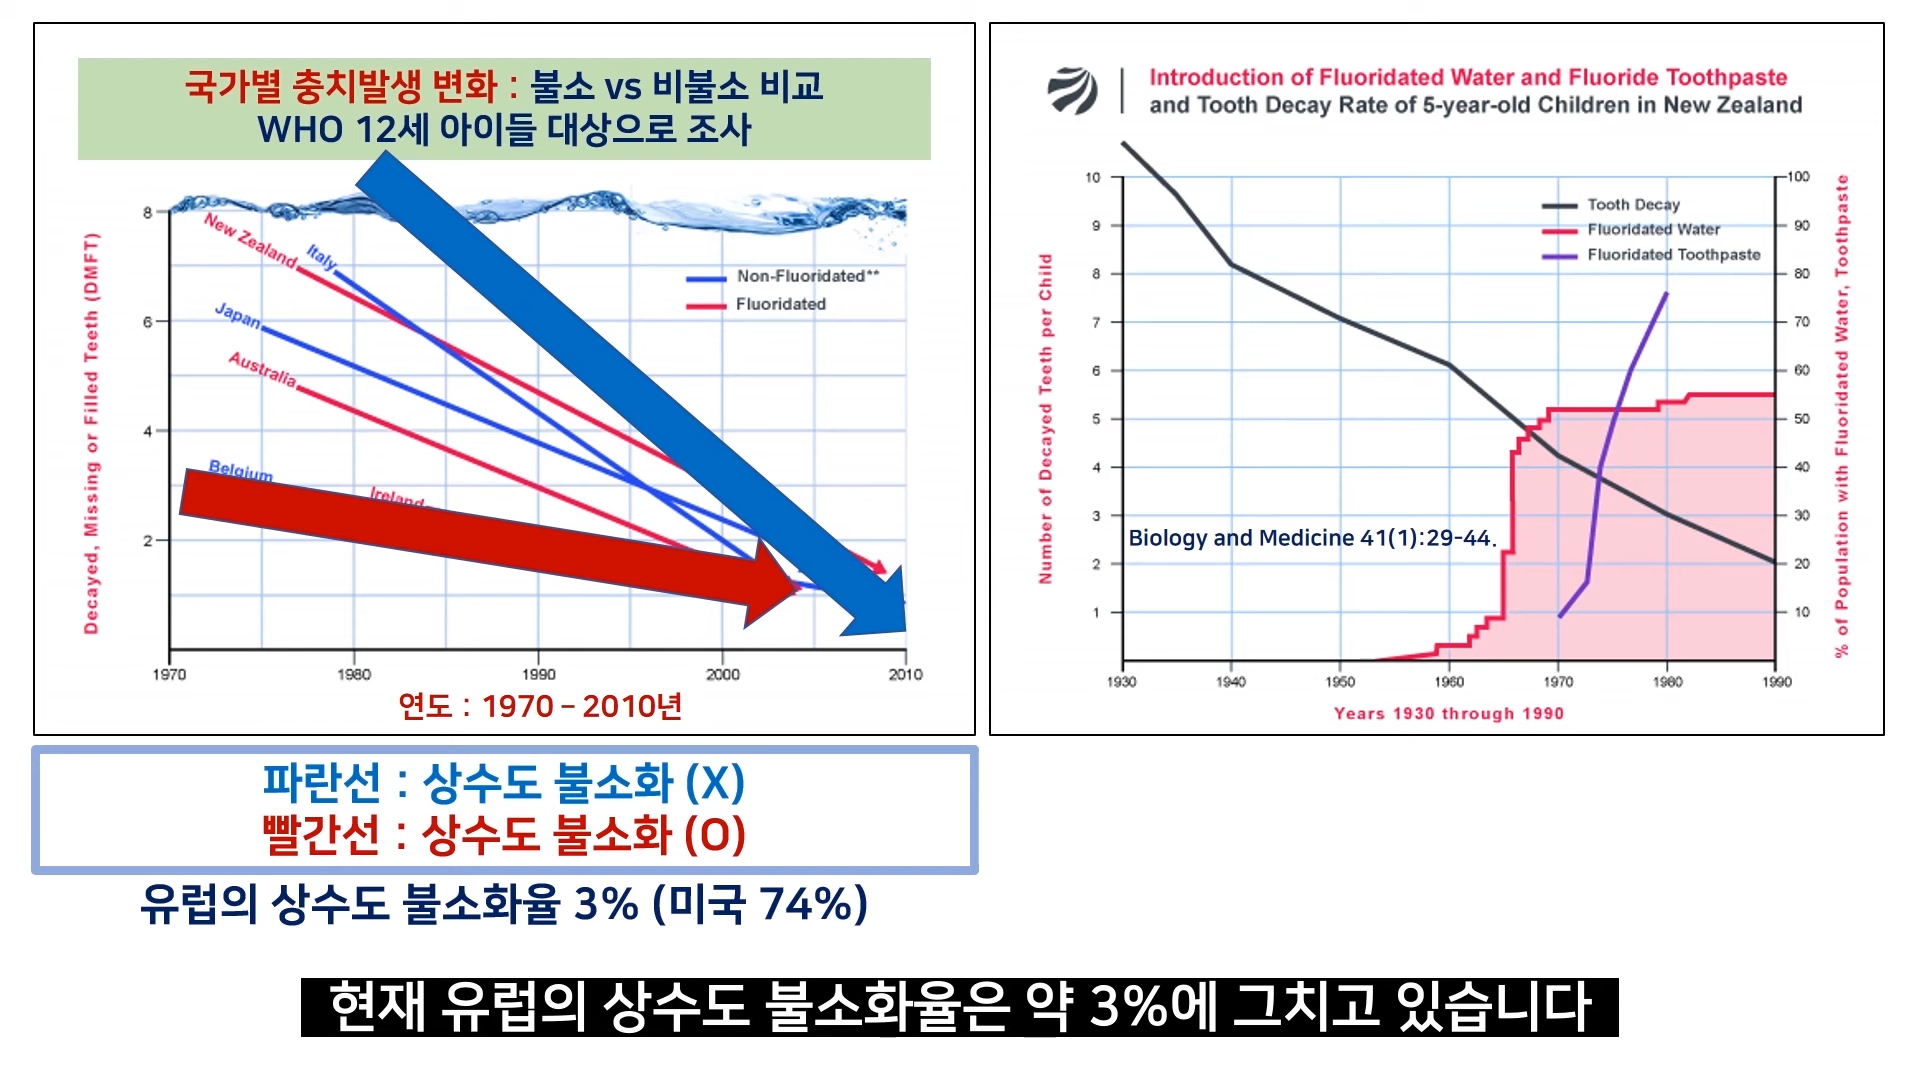 국가별 충치발생 변화 : 불소 vs 비불소 비교
WHO 12세 아이들 대상으로 조사
Decayed, Missing or Filled Teeth (DMFT)
8
6
4
2
New Zealand
Italy
Japan
Australia
Belgium
Ireland
Non-Fluoridated**
Fluoridated
1970
1980
1990
2000
2010
연도 : 1970 – 2010년
Introduction of Fluoridated Water and Fluoride Toothpaste
and Tooth Decay Rate of 5-year-old Children in New Zealand
Number of Decayed Teeth per Child
10
9
8
7
6
5
4
3
2
1
Tooth Decay
Fluoridated Water
Fluoridated Toothpaste
Biology and Medicine 41(1):29-44.
100
90
80
70
60
50
40
30
20
10
% of Population with Fluoridated Water, Toothpaste
1930
1940
1950
1960
1970
1980
1990
Years 1930 through 1990
파란선 : 상수도 불소화 (X)
빨간선 : 상수도 불소화 (O)
유럽의 상수도 불소화율 3% (미국 74%)
현재 유럽의 상수도 불소화율은 약 3%에 그치고 있습니다